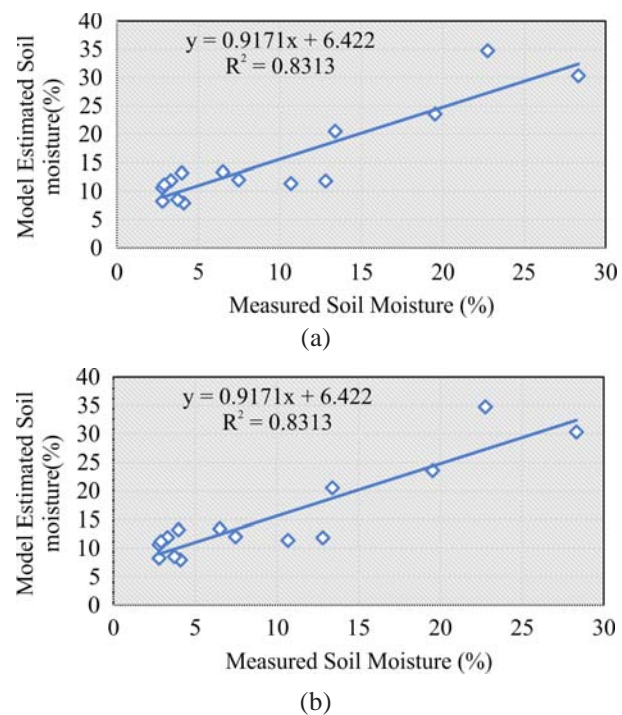 40
35
30
25
20
15
10
5
0
y = 0.9171x + 6.422
R² = 0.8313
Model Estimated Soil
moisture(%)
0 5 10 15 20 25 30
Measured Soil Moisture (%)
(a)
40
35
30
25
20
15
10
5
0
y = 0.9171x + 6.422
R² = 0.8313
Model Estimated Soil
moisture(%)
0 5 10 15 20 25 30
Measured Soil Moisture (%)
(b)